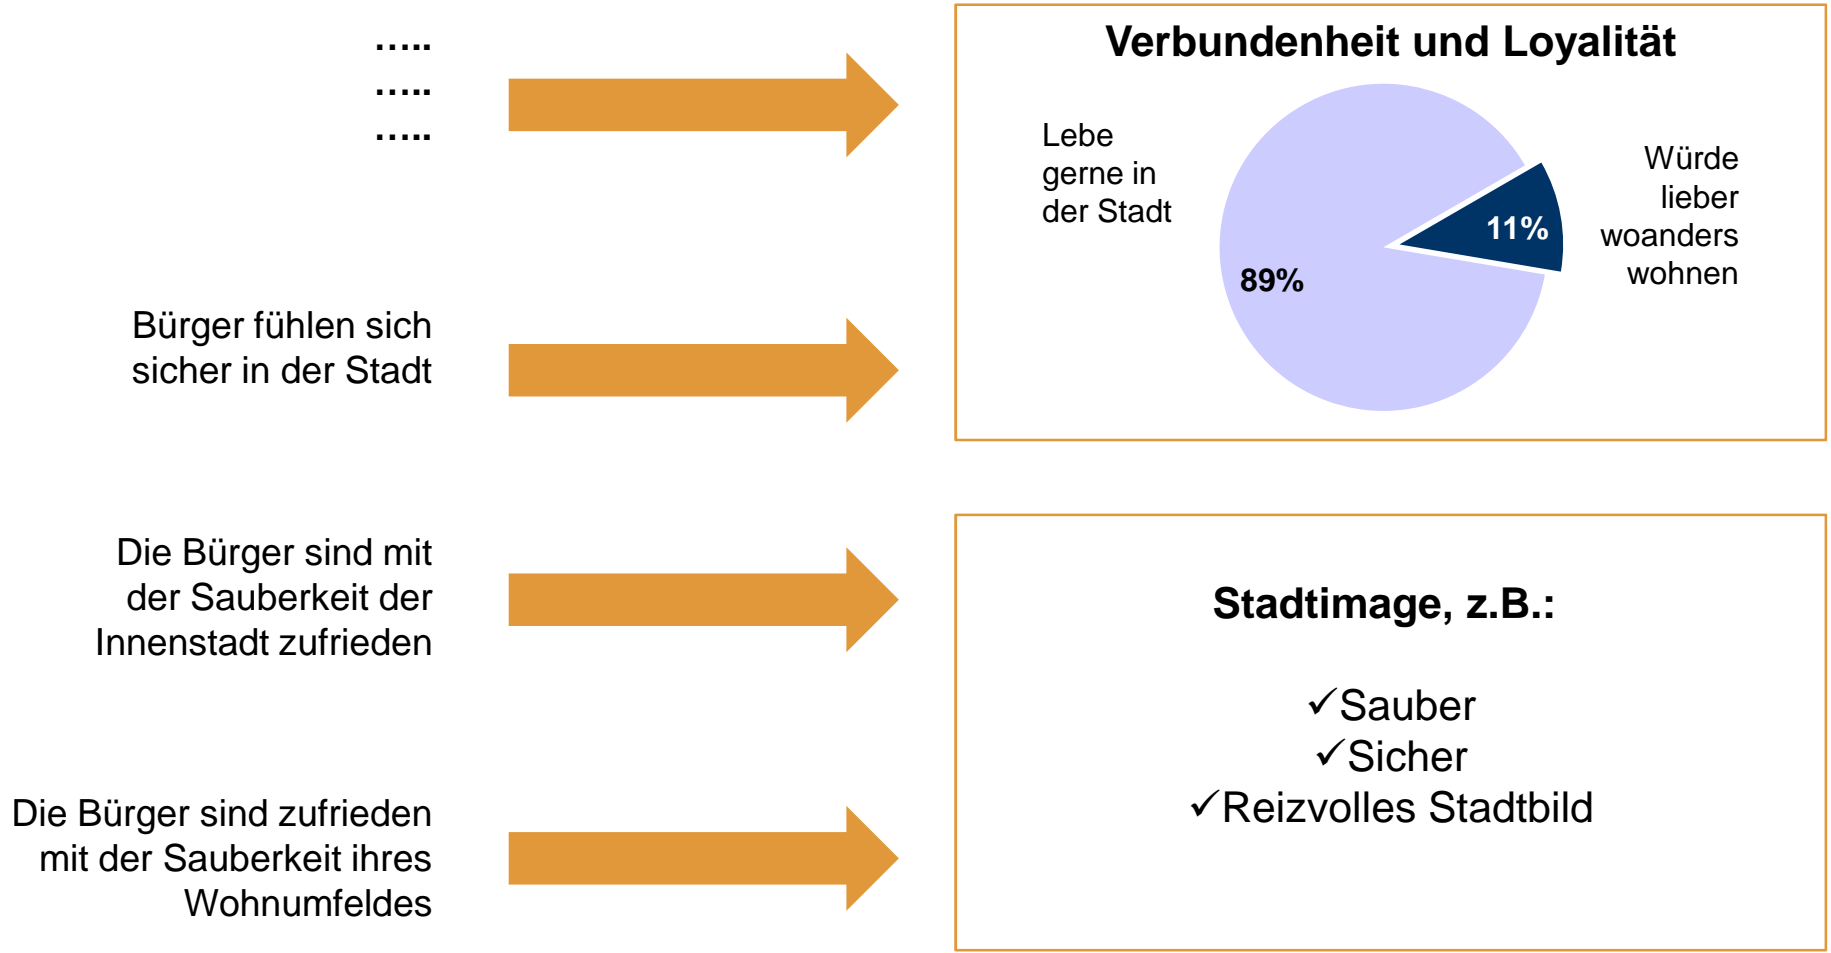 …..
…..
…..
Bürger fühlen sich
sicher in der Stadt
Die Bürger sind mit
der Sauberkeit der
Innenstadt zufrieden
Die Bürger sind zufrieden
mit der Sauberkeit ihres
Wohnumfeldes
Verbundenheit und Loyalität
Lebe
gerne in
der Stadt
89%
11%
Würde
lieber
woanders
wohnen
Stadtimage, z.B.:
✓Sauber
✓Sicher
✓Reizvolles Stadtbild